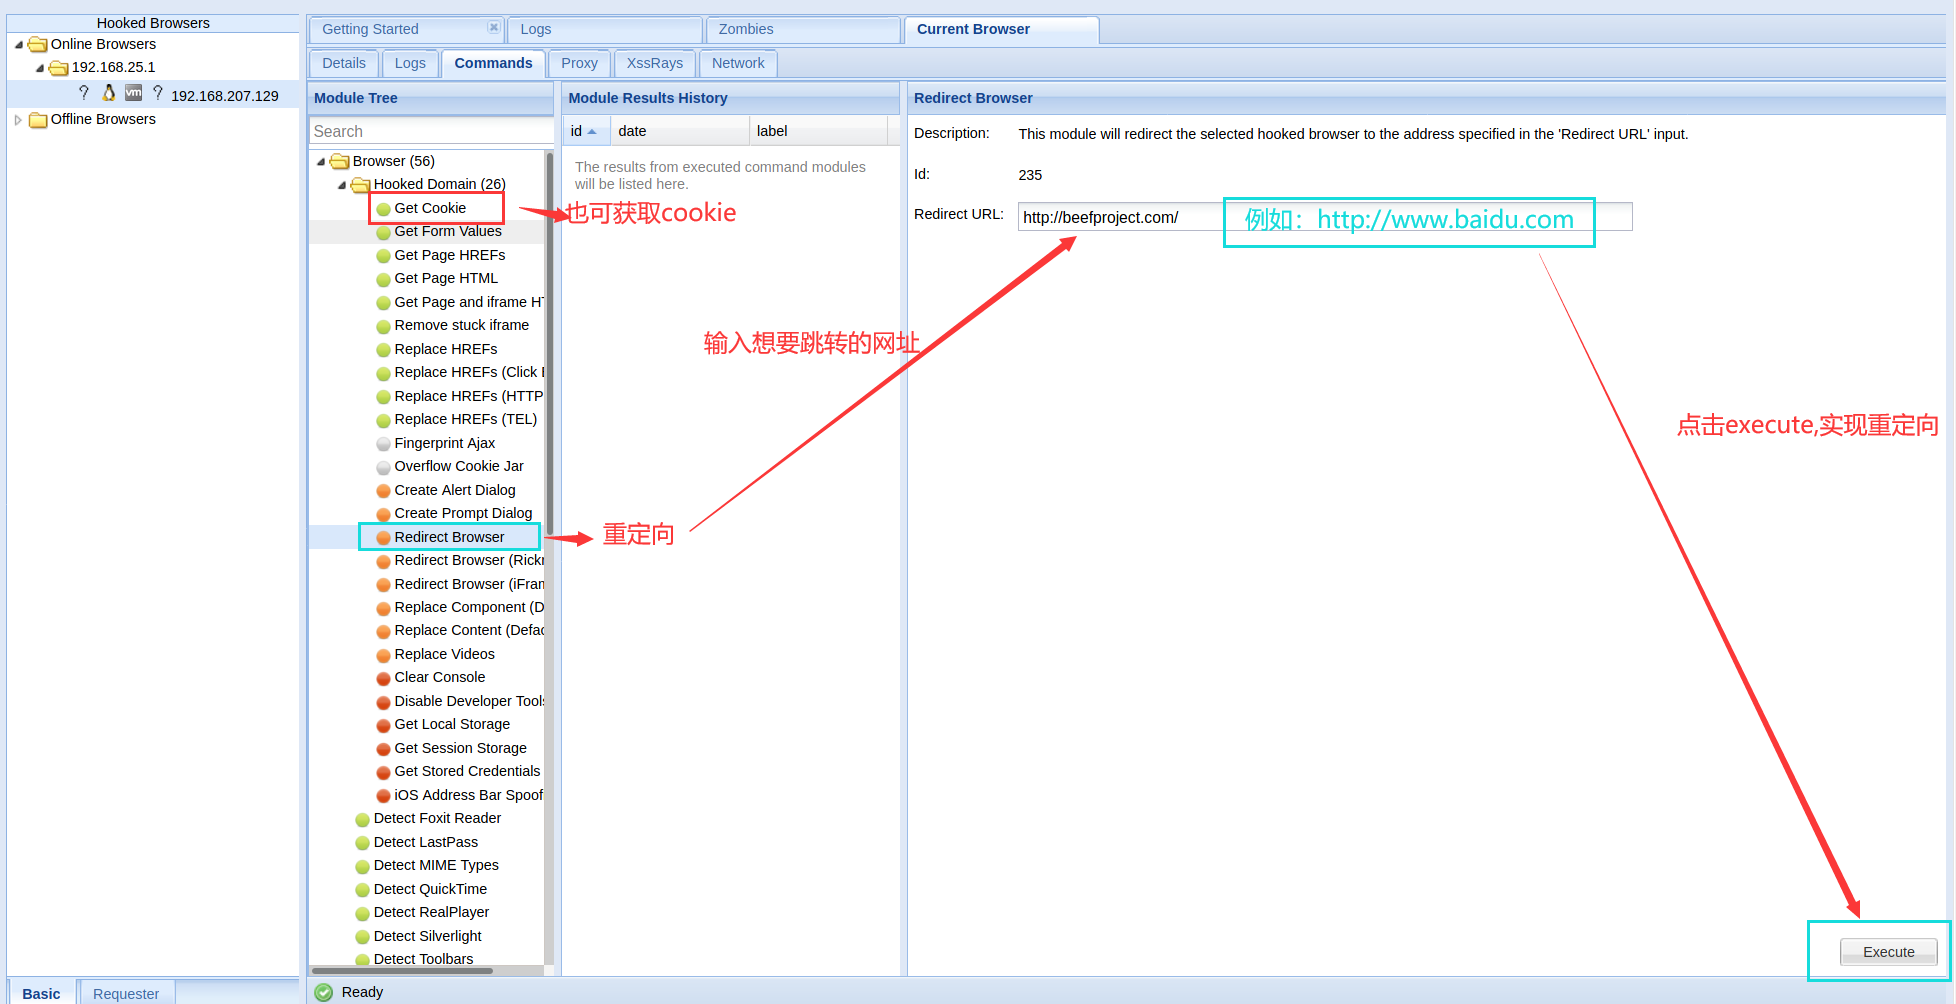 Hooked Browsers
Online Browsers
192.168.25.1
192.168.207.129
Offline Browsers
Basic
Requester
Getting Started
Logs
Zombies
Current Browser
Details
Logs
Commands
Proxy
XssRays
Network
Module Tree
Search
Browser (56)
Hooked Domain (26)
Get Cookie
Get Form Values
Get Page HREFs
Get Page HTML
Get Page and iframe HT
Remove stuck iframe
Replace HREFs
Replace HREFs (Click
Replace HREFs (HTTP
Replace HREFs (TEL)
Fingerprint Ajax
Overflow Cookie Jar
Create Alert Dialog
Create Prompt Dialog
Redirect Browser
Redirect Browser (Rick
Redirect Browser (iFram
Replace Component (D
Replace Content (Defac
Replace Videos
Clear Console
Disable Developer Tools
Get Local Storage
Get Session Storage
Get Stored Credentials
iOS Address Bar Spoof
Detect Foxit Reader
Detect LastPass
Detect MIME Types
Detect QuickTime
Detect RealPlayer
Detect Silverlight
Detect Toolbars
Ready
Module Results History
id
date
label
The results from executed command modules
will be listed here.
也可获取cookie
输入想要跳转的网址
重定向
Redirect Browser
Description:
This module will redirect the selected hooked browser to the address specified in the 'Redirect URL' input.
Id:
235
Redirect URL:
http://beefproject.com/
例如：http://www.baidu.com
点击execute,实现重定向
Execute